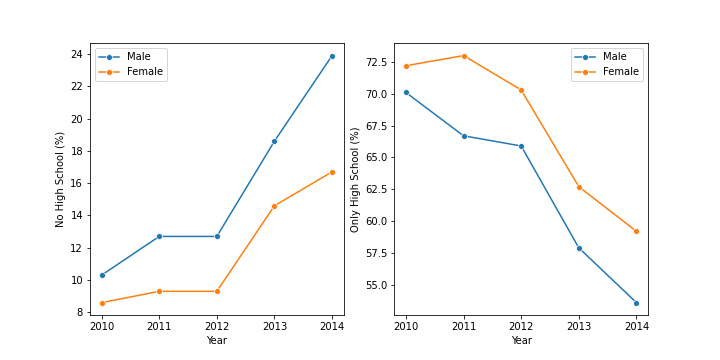 No High School (%)
24
22
20
18
16
14
12
10
8
Male
Female
2010 2011 2012 2013 2014
Year
Only High School (%)
72.5
70.0
67.5
65.0
62.5
60.0
57.5
55.0
Male
Female
2010 2011 2012 2013 2014
Year